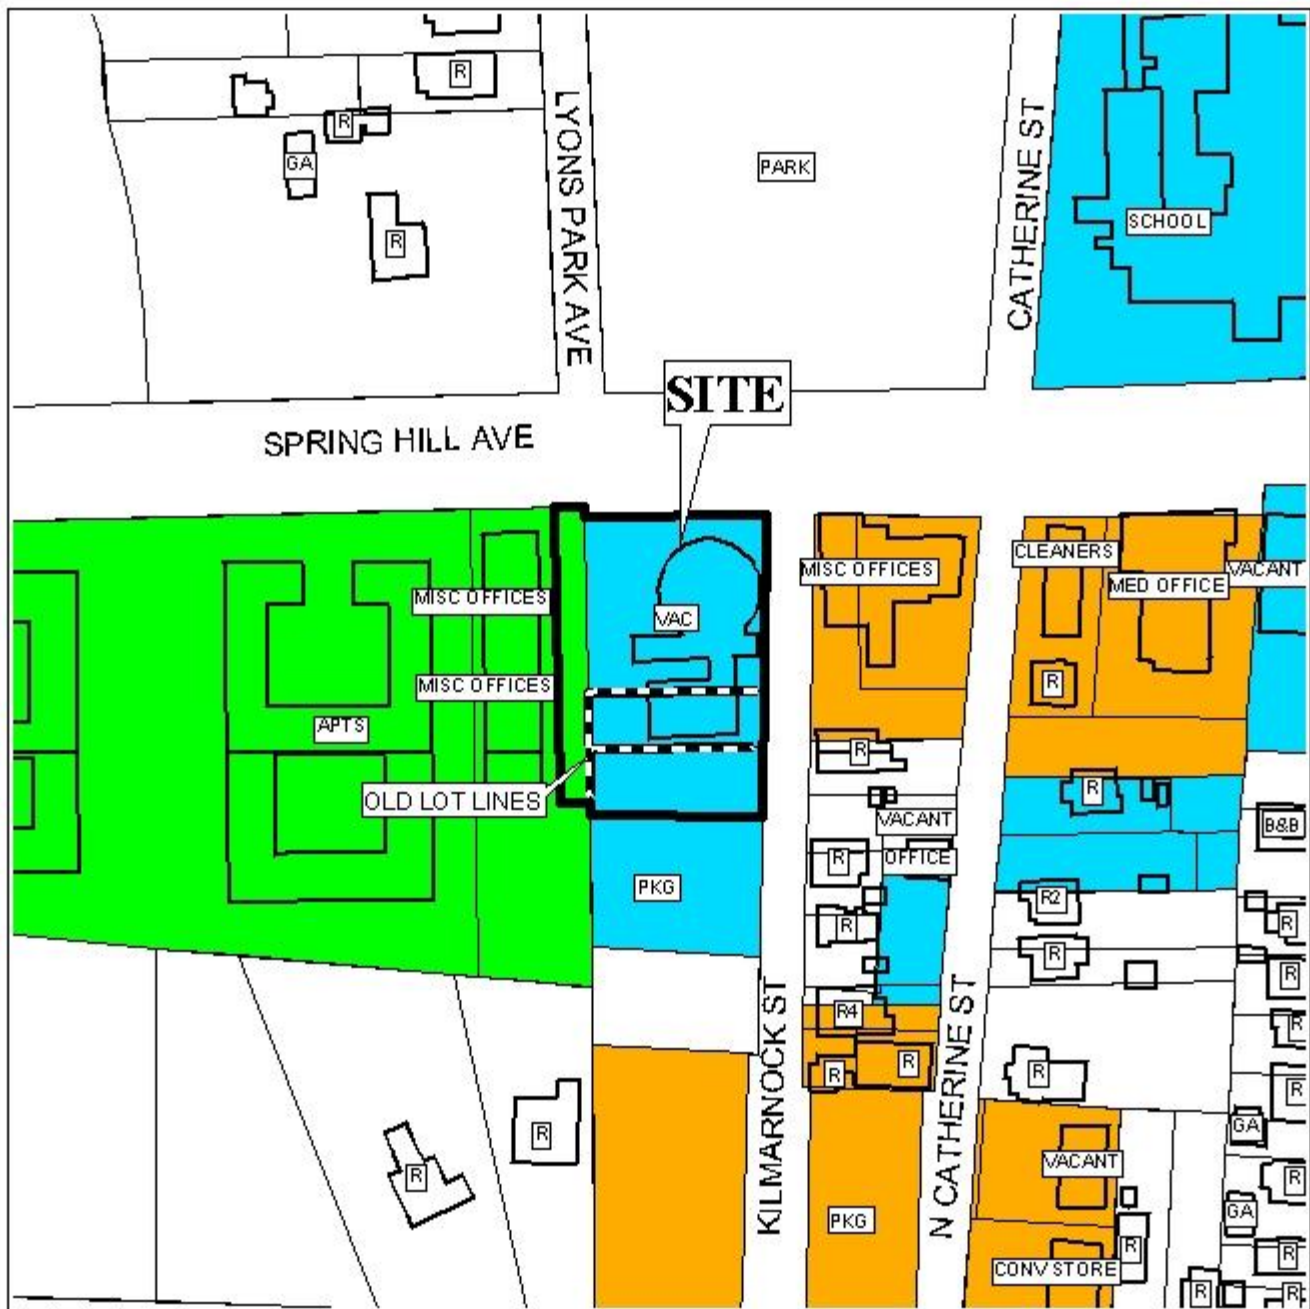 R
R
GA
R
LYONS PARK AVE
PARK
CATHERINE ST
SCHOOL
SITE
SPRING HILL AVE
MISC OFFICES
MISC OFFICES
APTS
OLD LOT LINES
VAC
PKG
MISC OFFICES
CLEANERS
MED OFFICE
VACANT
R
R
VACANT
OFFICE
R
R
R4
R
R
R
R2
R
R
B&B
R
R
R
R
KILMARNOCK ST
N CATHERINE ST
R
R
PKG
VACANT
CONV STORE
R
GA
R
GA
R
R
R